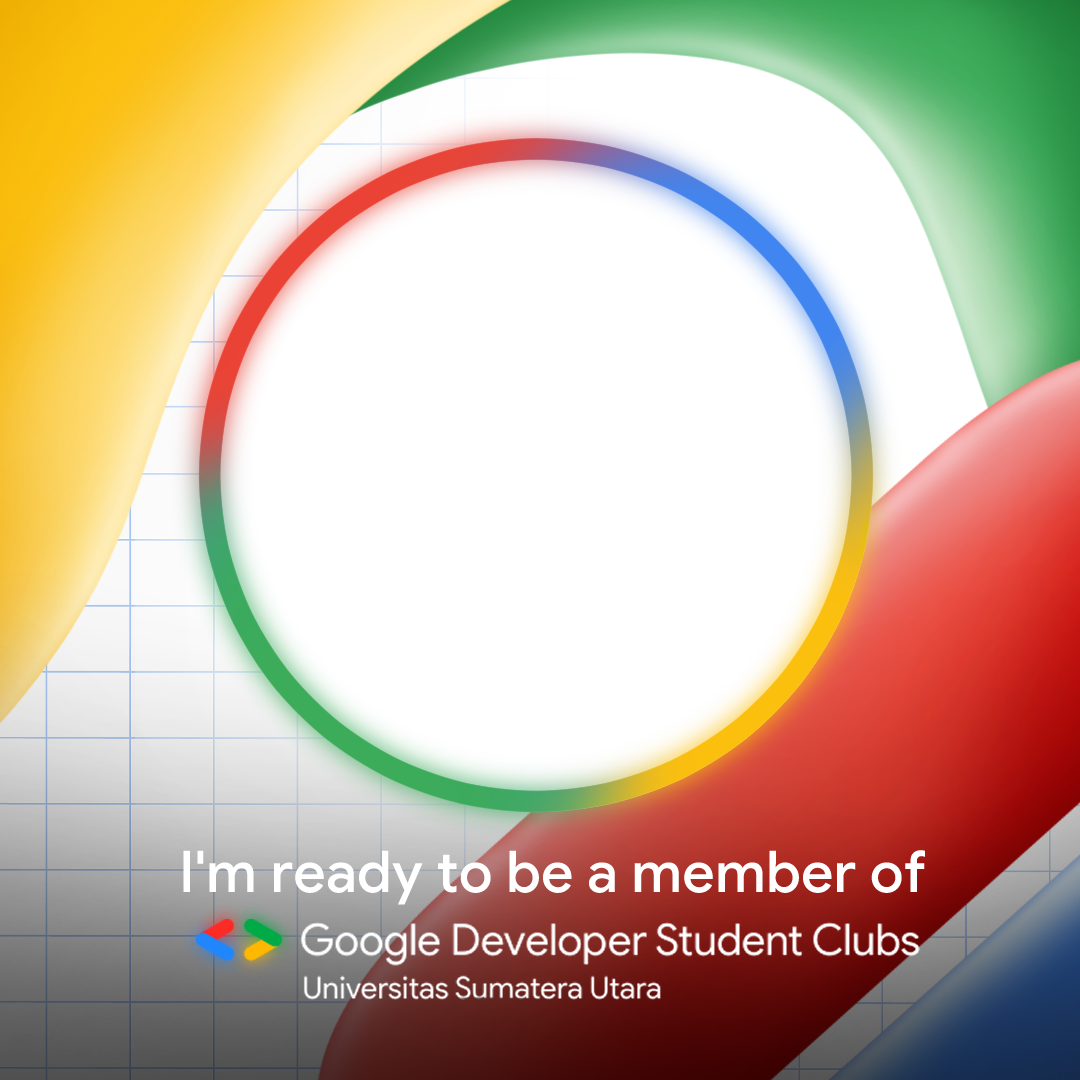 I'm ready to be a member of
Google Developer Student Clubs
Universitas Sumatera Utara